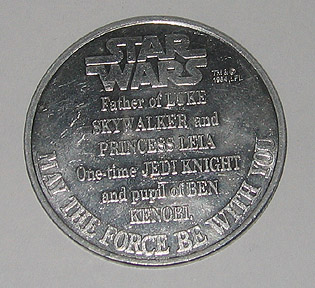 STAR
WARS
TM & ©
1984, LFL
Father of LUKE
SKYWALKER and
PRINCESS LEIA
One-time JEDI KNIGHT
and pupil of BEN
KENOBI.
MAY THE FORCE BE WITH YOU.